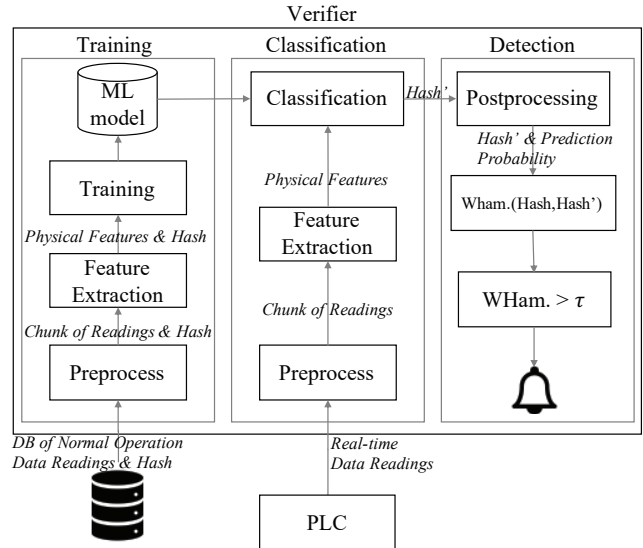 Verifier
Training
Classification
Detection
ML
model
Classification
Hash'
Postprocessing
Hash' & Prediction
Probability
Training
Physical Features
Wham.(Hash,Hash')
Physical Features & Hash
Feature
Extraction
Feature
Extraction
WHam. > τ
Chunk of Readings
Chunk of Readings & Hash
Preprocess
Preprocess
DB of Normal Operation
Data Readings & Hash
Real-time
Data Readings
PLC